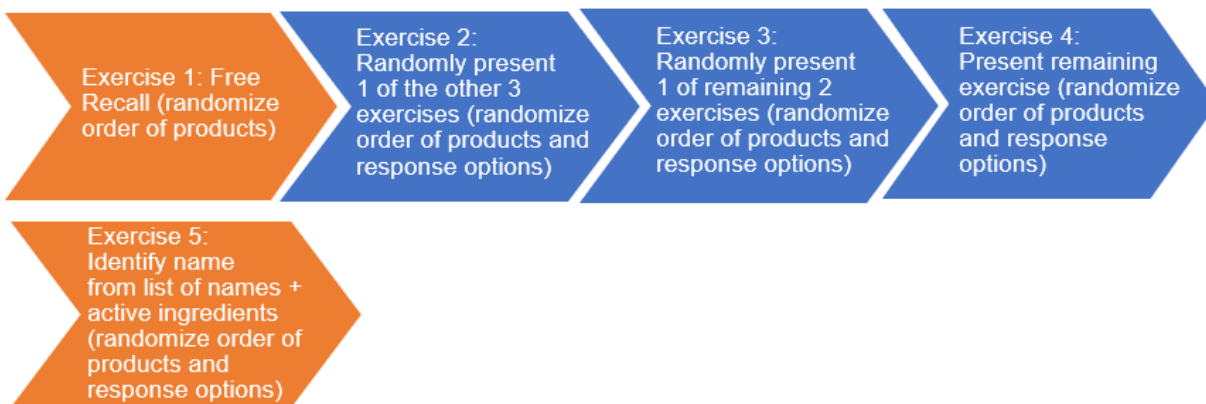 Exercise 1: Free
Recall (randomize
order of products)
Exercise 2:
Randomly present
1 of the other 3
exercises (randomize
order of products and
response options)
Exercise 3:
Randomly present
1 of remaining 2
exercises (randomize
order of products and
response options)
Exercise 4:
Present remaining
exercise (randomize
order of products
and response
options)
Exercise 5:
Identify name
from list of names +
active ingredients
(randomize order of
products and
response options)